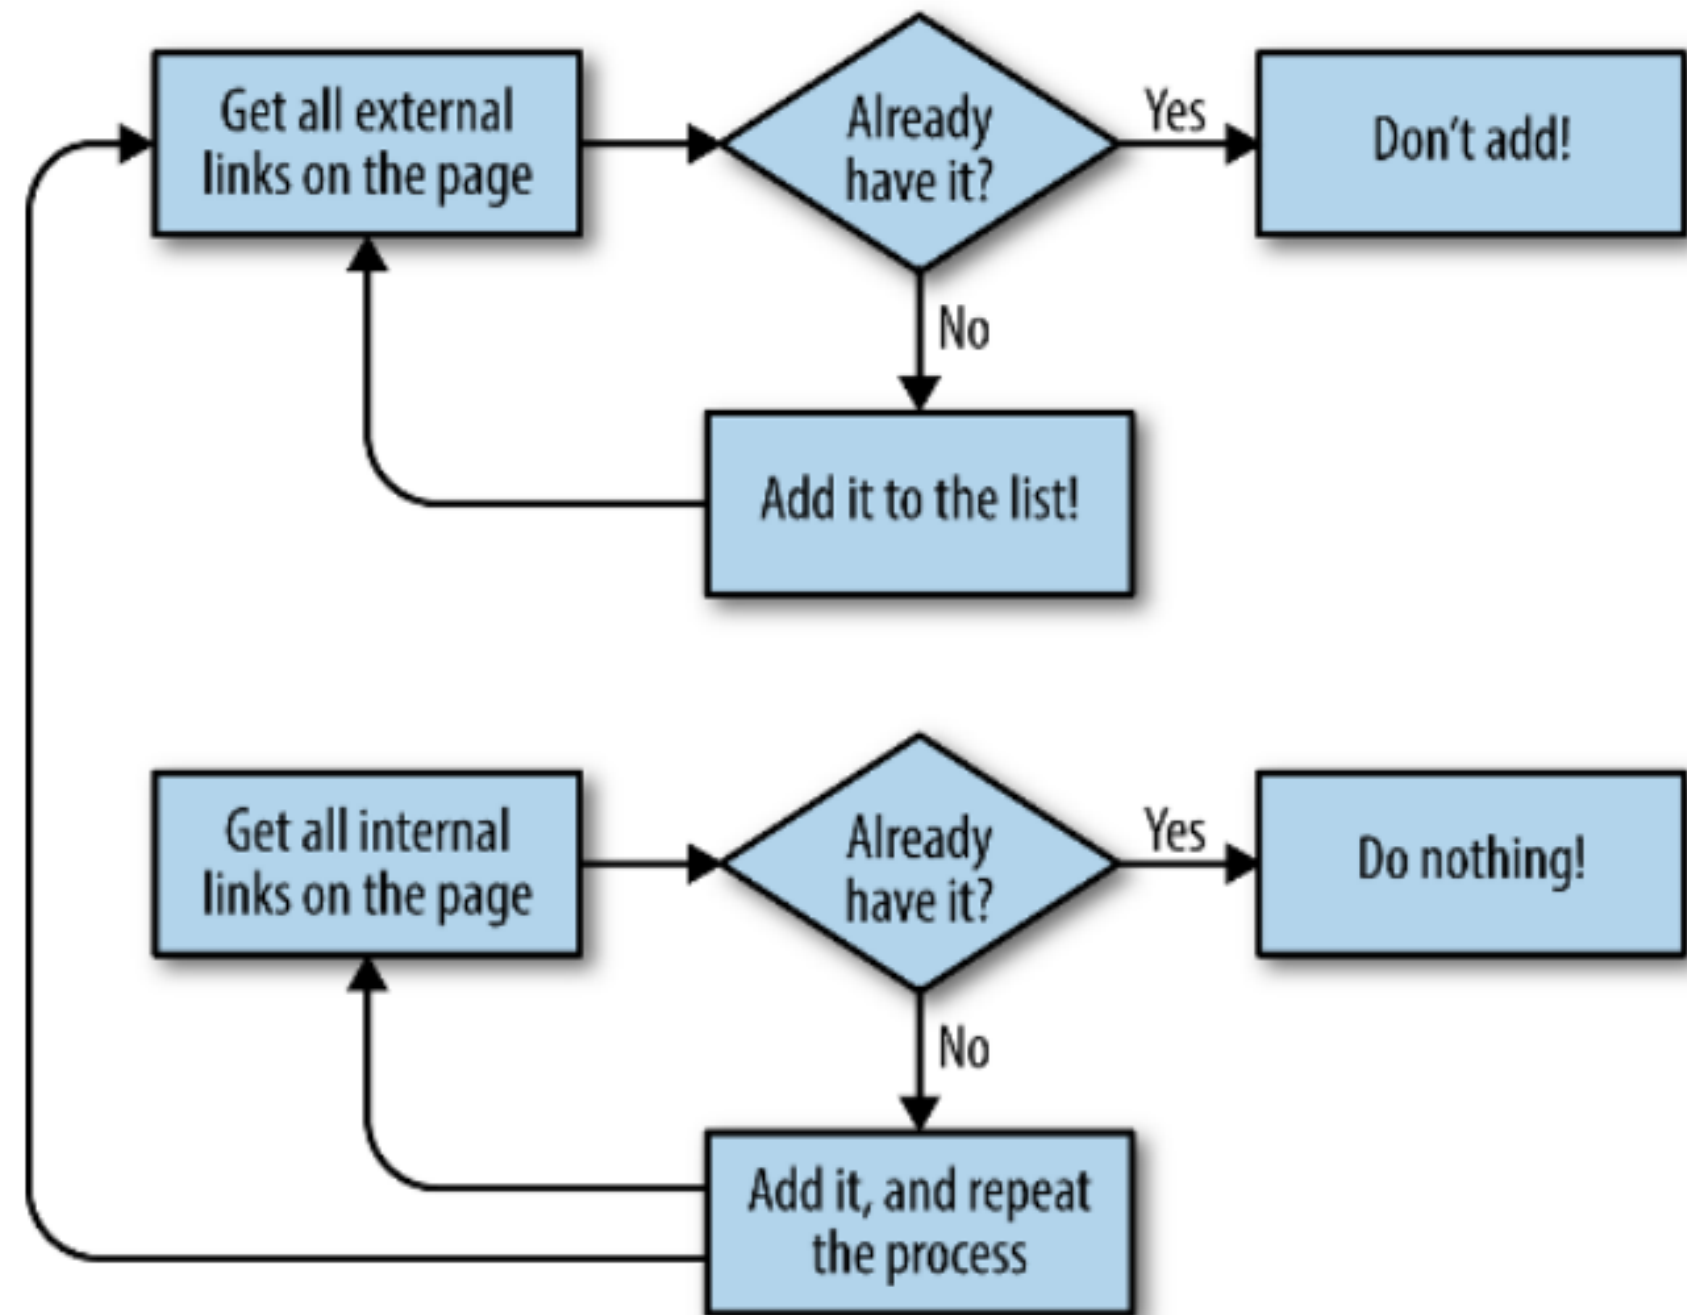 Get all external
links on the page
Already
have it?
Yes
Don't add!
No
Add it to the list!
Get all internal
links on the page
Already
have it?
Yes
Do nothing!
No
Add it, and repeat
the process